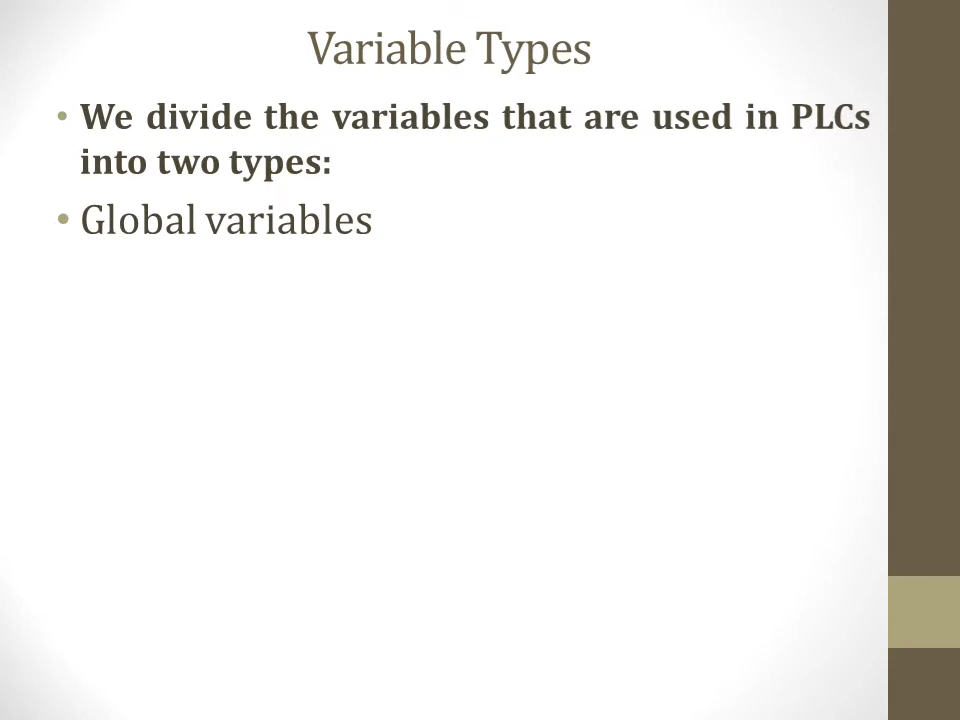 Variable Types
• We divide the variables that are used in PLCs
into two types:
• Global variables